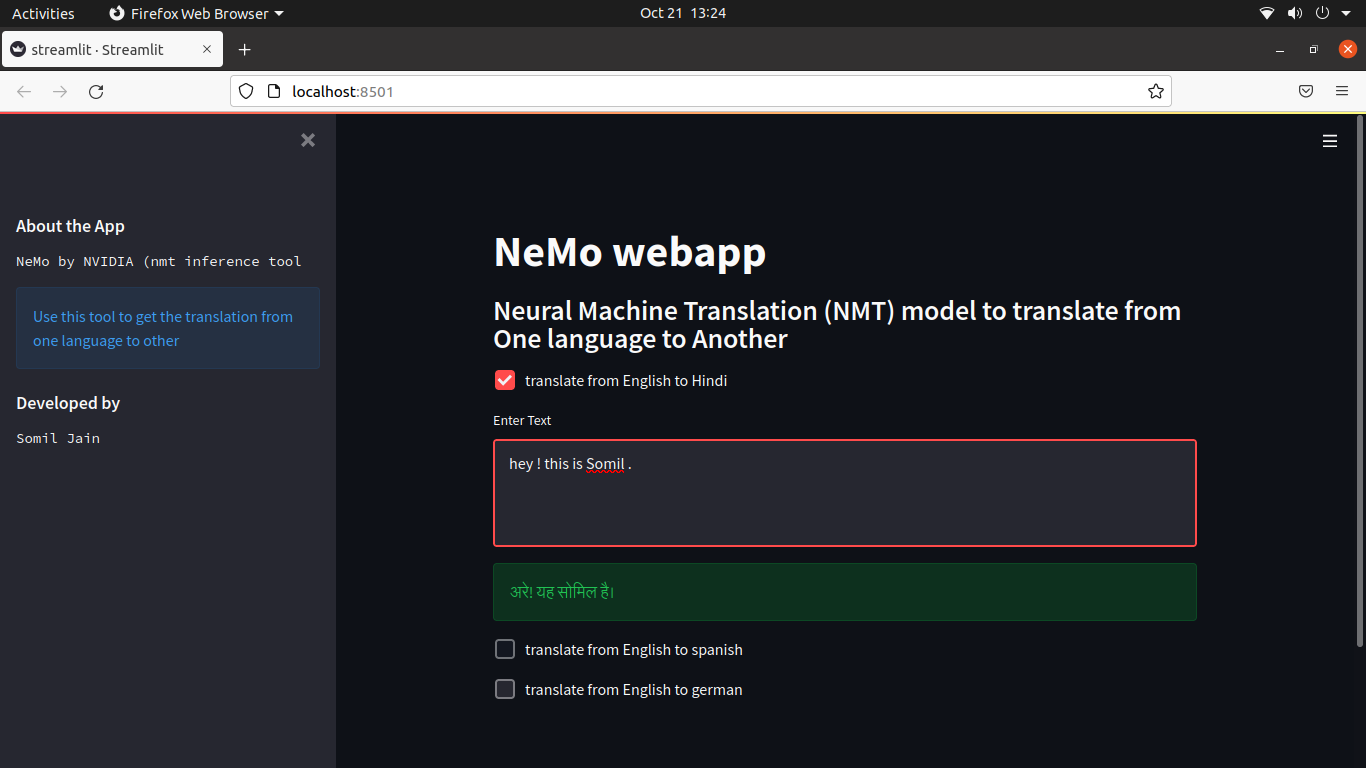 Activities
Firefox Web Browser
Oct 21 13:24
streamlit · Streamlit
localhost:8501
About the App
NeMo by NVIDIA (nmt inference tool
Use this tool to get the translation from
one language to other
Developed by
Somil Jain
NeMo webapp
Neural Machine Translation (NMT) model to translate from
One language to Another
translate from English to Hindi
Enter Text
hey ! this is Somil .
अरे! यह सोमिल है।
translate from English to spanish
translate from English to german